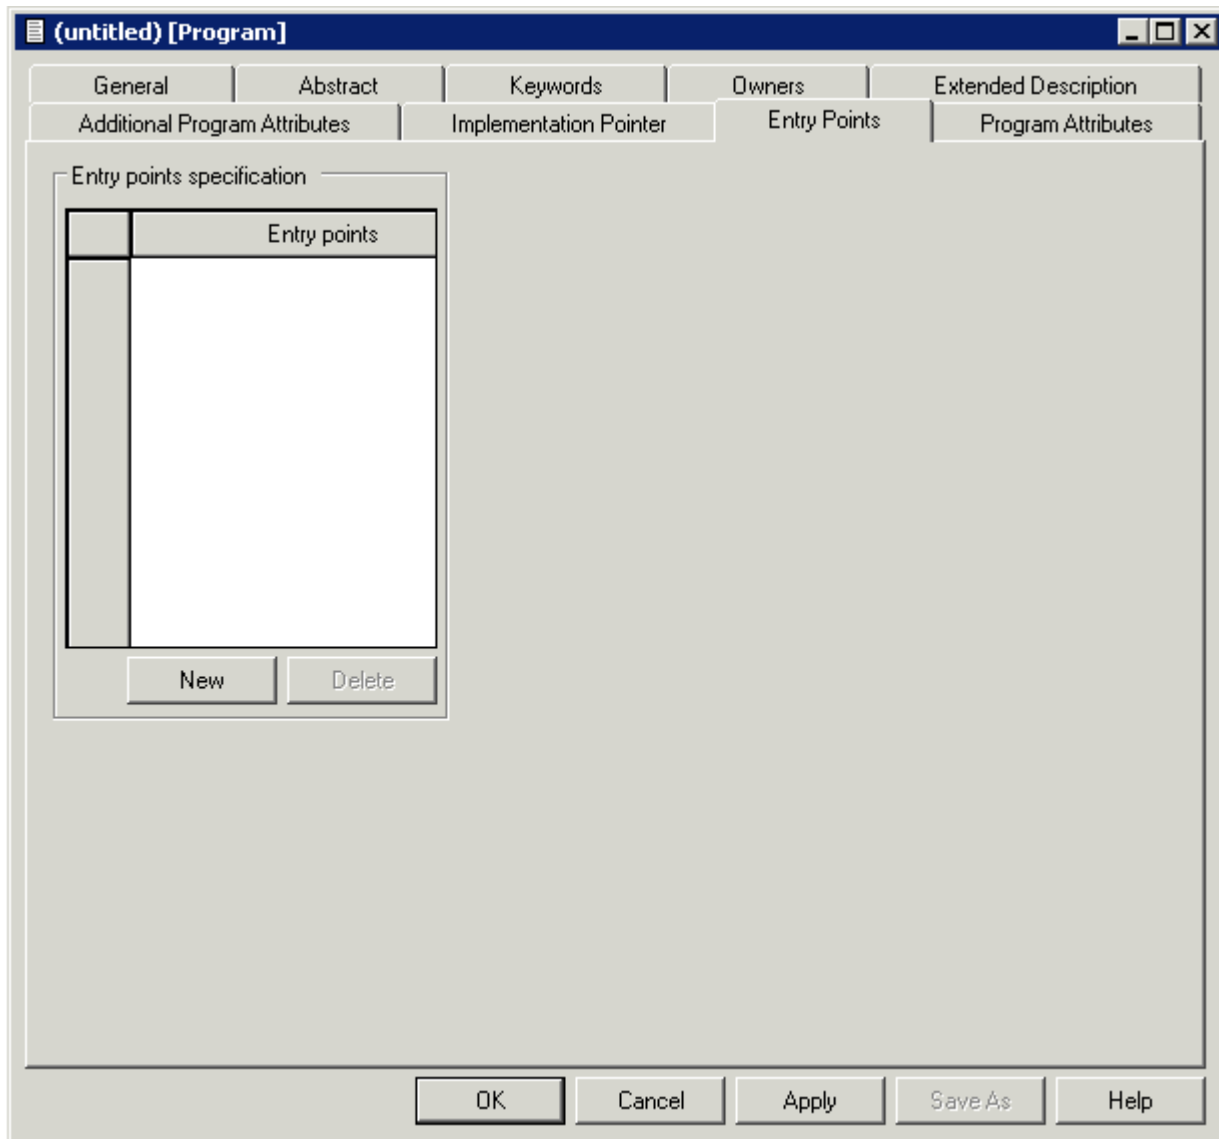 (untitled) [Program]
General Abstract Keywords Owners Extended Description
Additional Program Attributes Implementation Pointer Entry Points Program Attributes
Entry points specification
Entry points
New Delete
OK Cancel Apply Save As Help